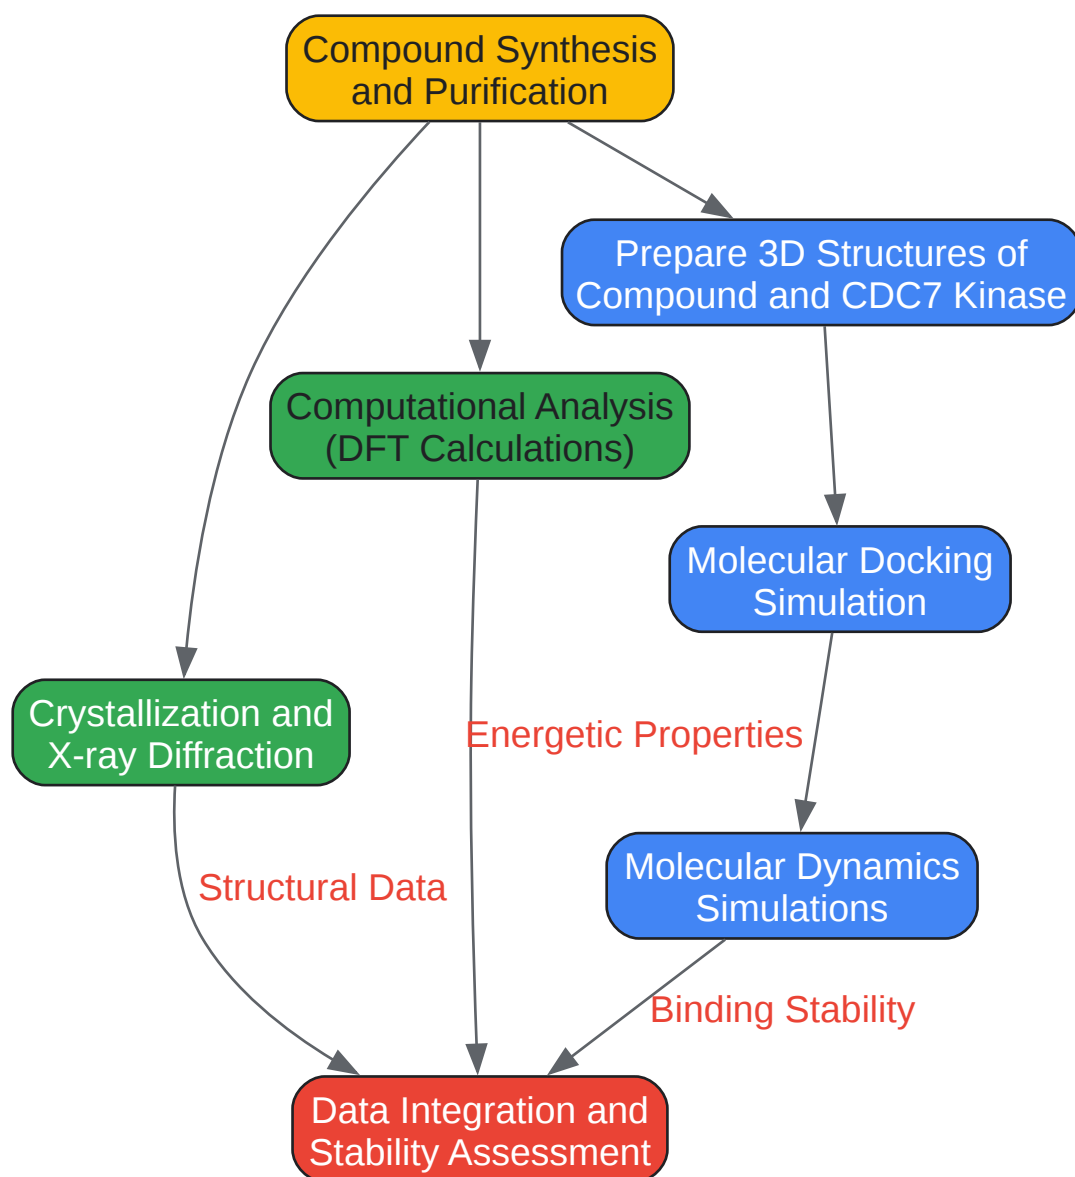 Compound Synthesis
and Purification
Prepare 3D Structures of
Compound and CDC7 Kinase
Computational Analysis
(DFT Calculations)
Molecular Docking
Simulation
Crystallization and
X-ray Diffraction
Energetic Properties
Molecular Dynamics
Simulations
Structural Data
Binding Stability
Data Integration and
Stability Assessment